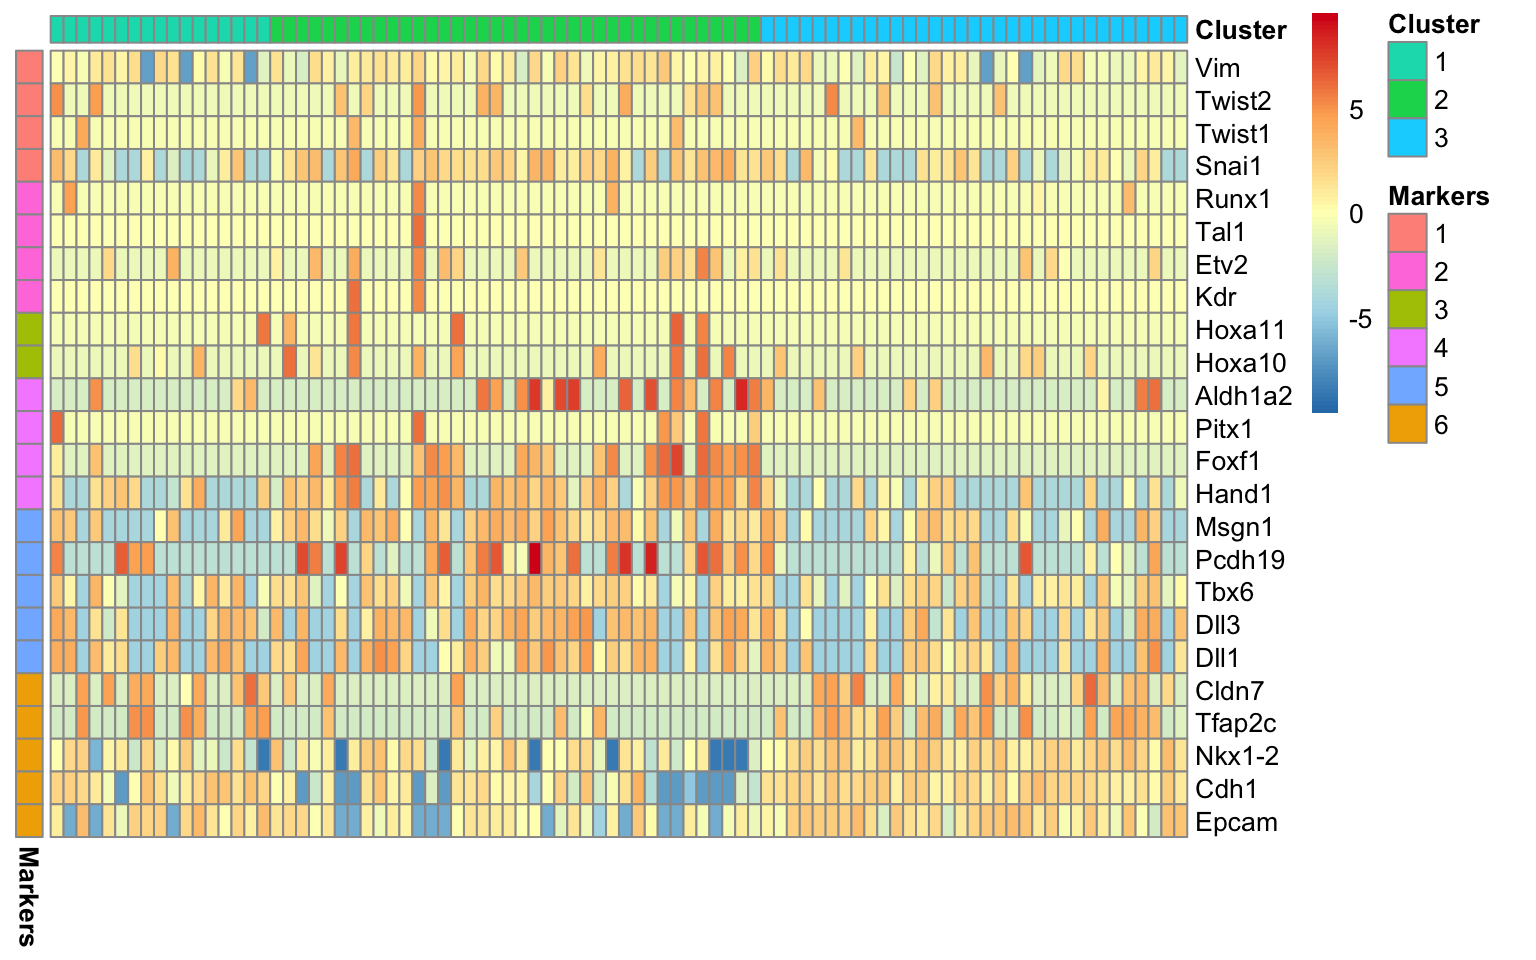 Cluster
Vim
Twist2
Twist1
Snai1
Runx1
Tal1
Etv2
Kdr
Hoxa11
Hoxa10
Aldh1a2
Pitx1
Foxf1
Hand1
Msgn1
Pcdh19
Tbx6
Dll3
Dll1
Cldn7
Tfap2c
Nkx1-2
Cdh1
Epcam
Markers
5
0
-5
Cluster
1
2
3
Markers
1
2
3
4
5
6